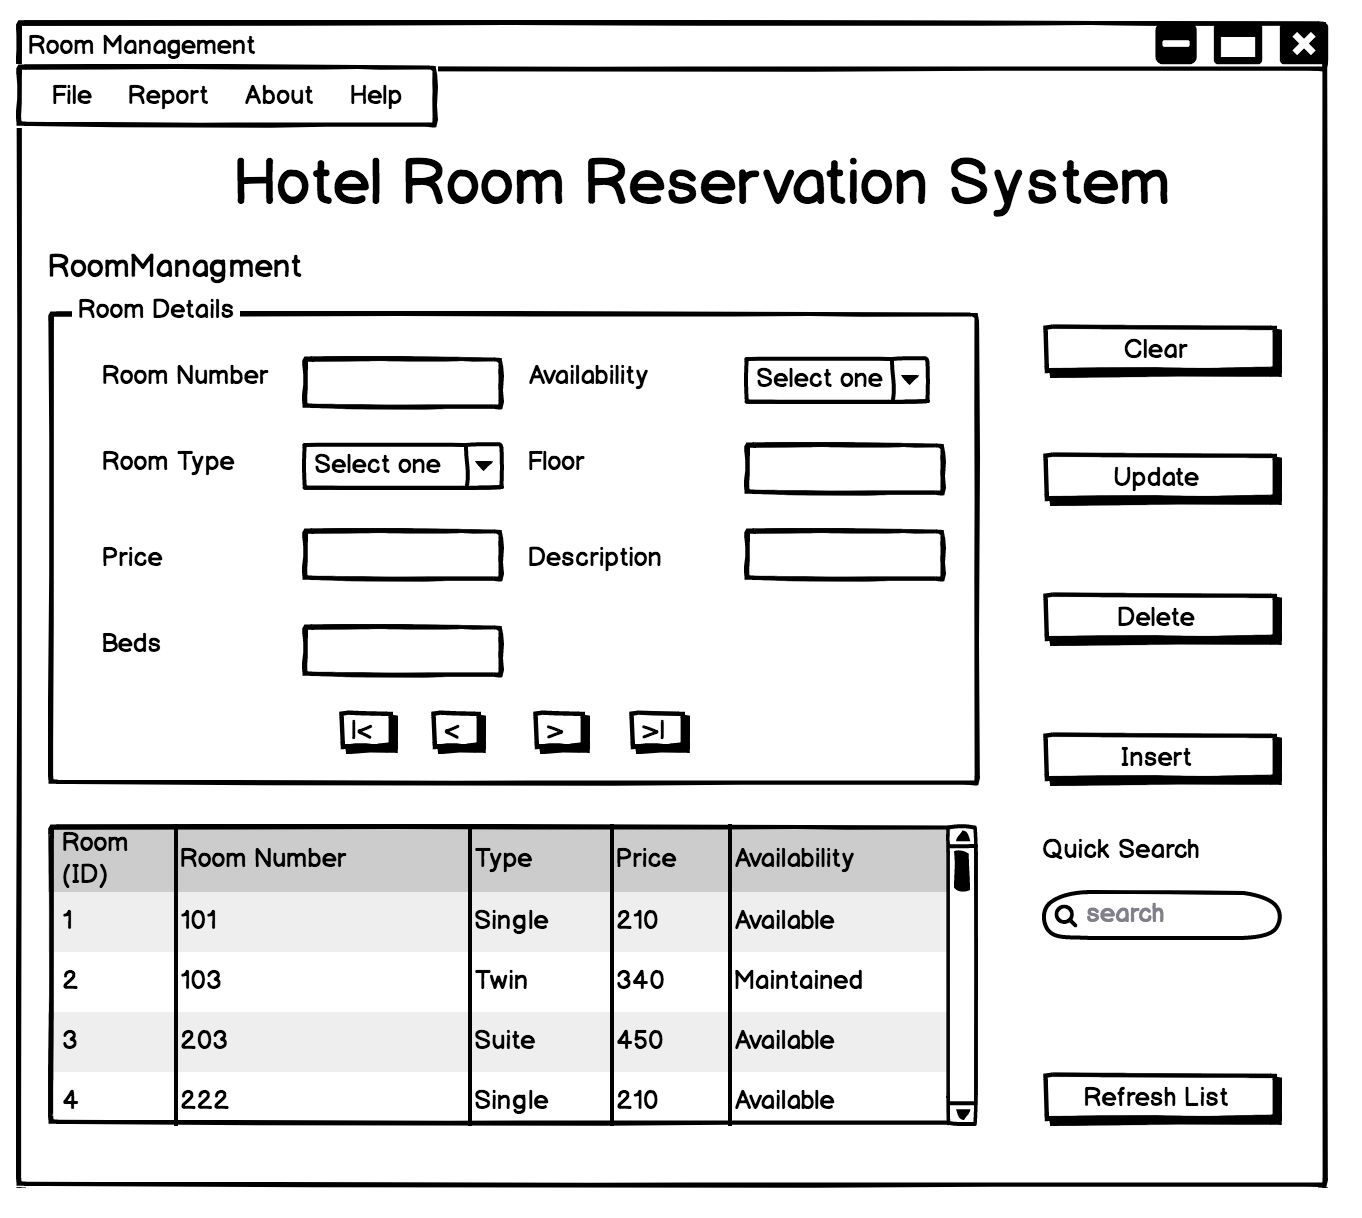 Room Management
File Report About Help
Hotel Room Reservation System
RoomManagment
Room Details
Room Number Availability Select one
Room Type Select one Floor
Price Description
Beds
|< < > >|
Clear
Update
Delete
Insert
Room (ID) Room Number Type Price Availability
1 101 Single 210 Available
2 103 Twin 340 Maintained
3 203 Suite 450 Available
4 222 Single 210 Available
Quick Search
search
Refresh List